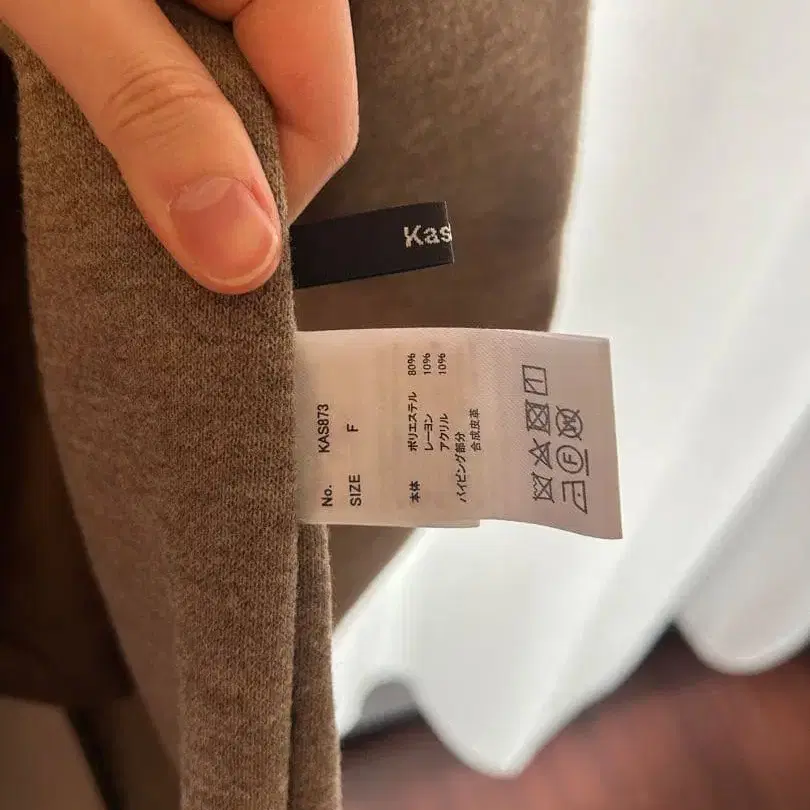 Kas
No. KAS873
SIZE F
本体 ポリエステル 80%
レーヨン 10%
アクリル 10%
パイピング部分
合成皮革
F